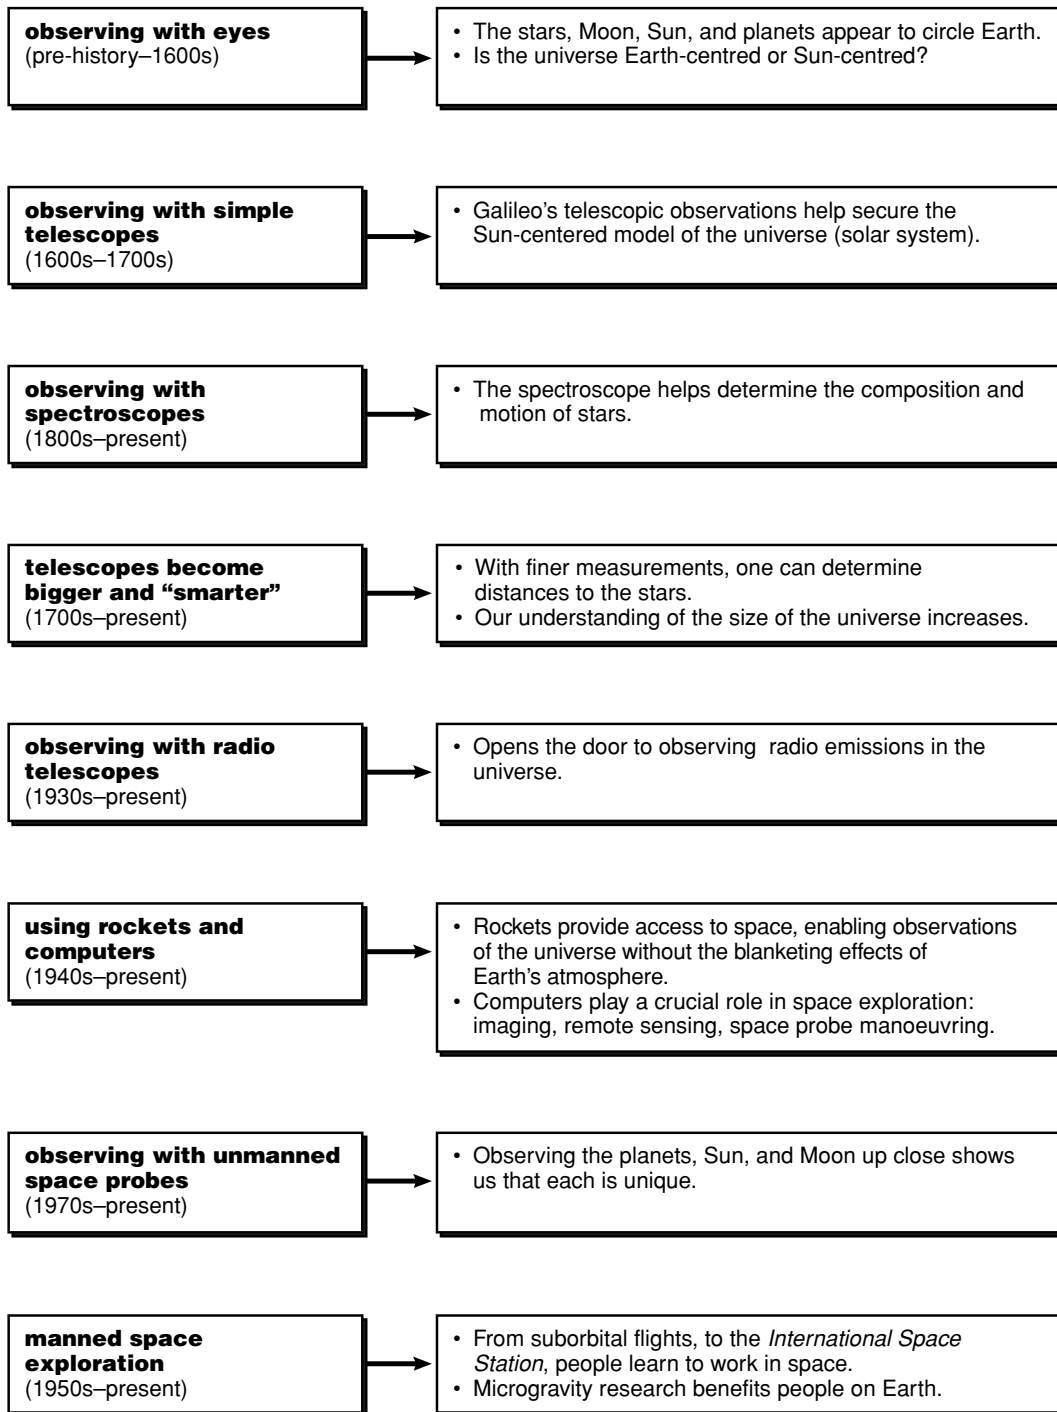 observing with eyes
(pre-history–1600s)
• The stars, Moon, Sun, and planets appear to circle Earth.
• Is the universe Earth-centred or Sun-centred?
observing with simple
telescopes
(1600s–1700s)
• Galileo’s telescopic observations help secure the
Sun-centered model of the universe (solar system).
observing with
spectroscopes
(1800s–present)
• The spectroscope helps determine the composition and
motion of stars.
telescopes become
bigger and “smarter”
(1700s–present)
• With finer measurements, one can determine
distances to the stars.
• Our understanding of the size of the universe increases.
observing with radio
telescopes
(1930s–present)
• Opens the door to observing radio emissions in the
universe.
using rockets and
computers
(1940s–present)
• Rockets provide access to space, enabling observations
of the universe without the blanketing effects of
Earth’s atmosphere.
• Computers play a crucial role in space exploration:
imaging, remote sensing, space probe manoeuvring.
observing with unmanned
space probes
(1970s–present)
• Observing the planets, Sun, and Moon up close shows
us that each is unique.
manned space
exploration
(1950s–present)
• From suborbital flights, to the International Space
Station, people learn to work in space.
• Microgravity research benefits people on Earth.